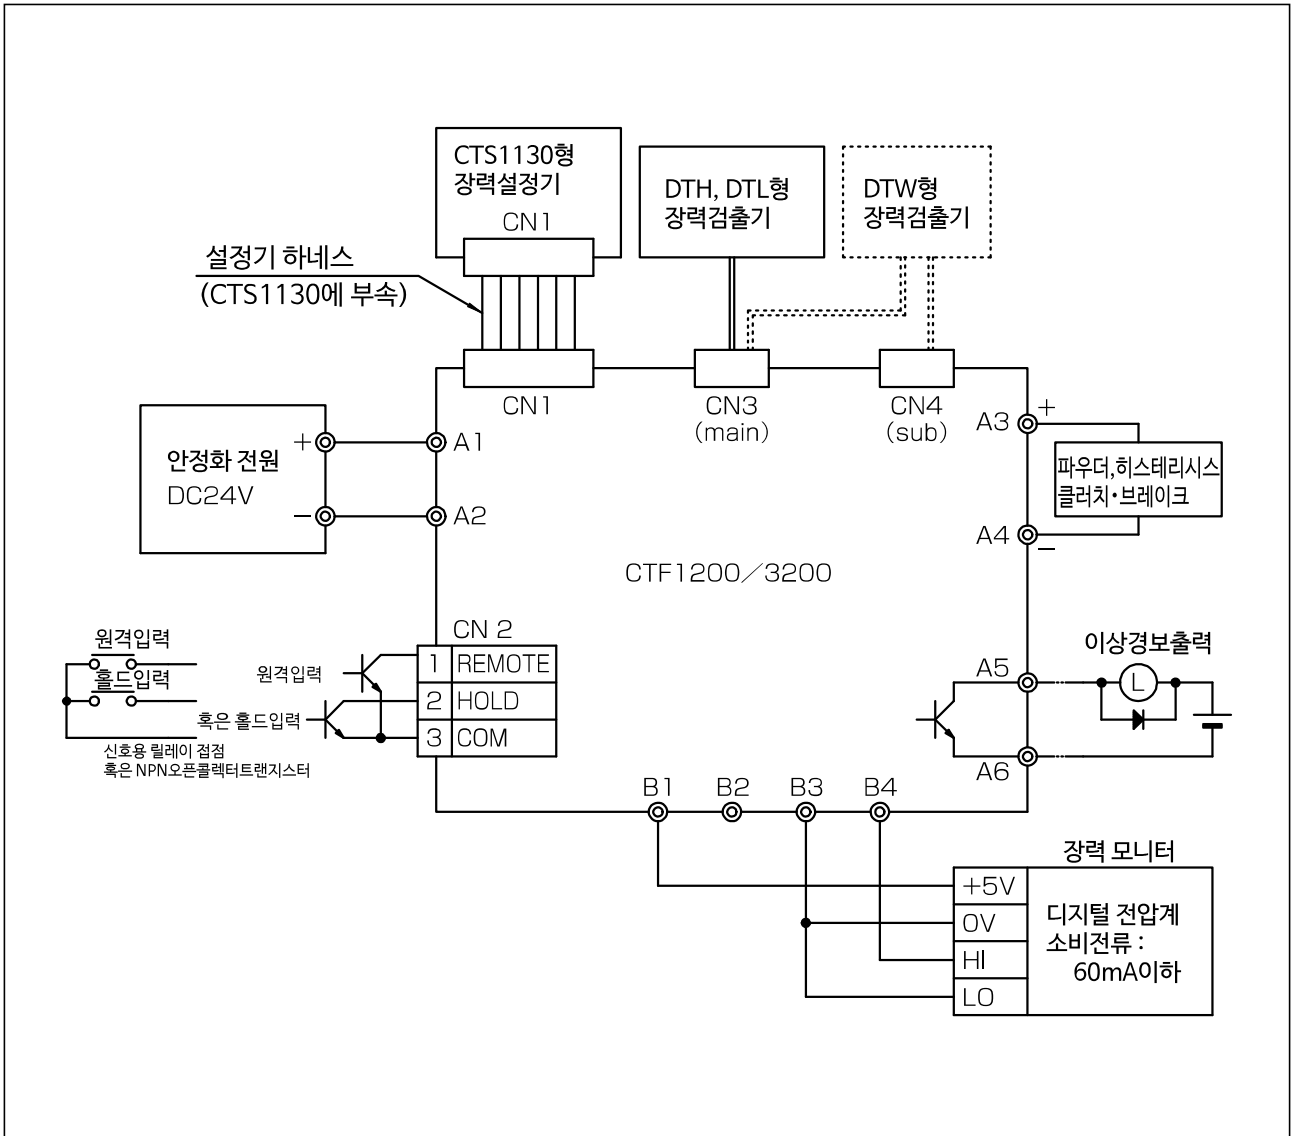 CTS1130형
장력설정기
CN1
DTH, DTL형
장력검출기
DTW형
장력검출기
설정기 하네스
(CTS1130에 부속)
CN1
CN3
(main)
CN4
(sub)
안정화 전원
DC24V
+
−
A1
A2
A3
+
A4
−
파우더,히스테리시스
클러치·브레이크
CTF1200／3200
CN 2
1 REMOTE
2 HOLD
3 COM
원격입력
홀드입력
원격입력
혹은 홀드입력
신호용 릴레이 접점
혹은 NPN오픈콜렉터트랜지스터
A5
A6
이상경보출력
L
B1
B2
B3
B4
장력 모니터
+5V
0V
HI
LO
디지털 전압계
소비전류 :
60mA이하